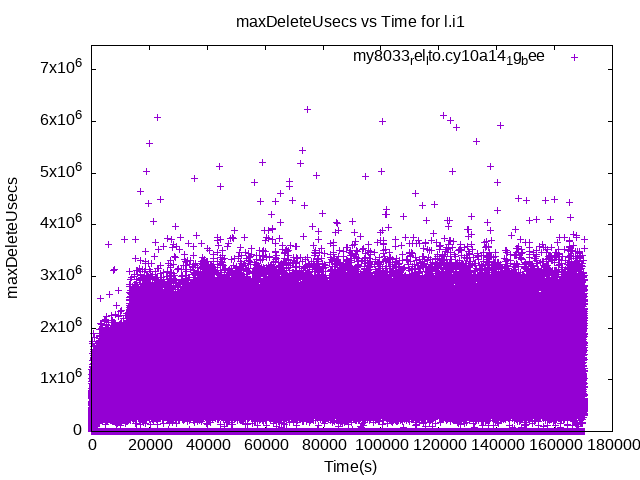 maxDeleteUsecs vs Time for l.i1
my8033_rel_lto.cy10a14_1g_bee
7x10^6
6x10^6
5x10^6
4x10^6
3x10^6
2x10^6
1x10^6
0
maxDeleteUsecs
0 20000 40000 60000 80000 100000 120000 140000 160000 180000
Time(s)